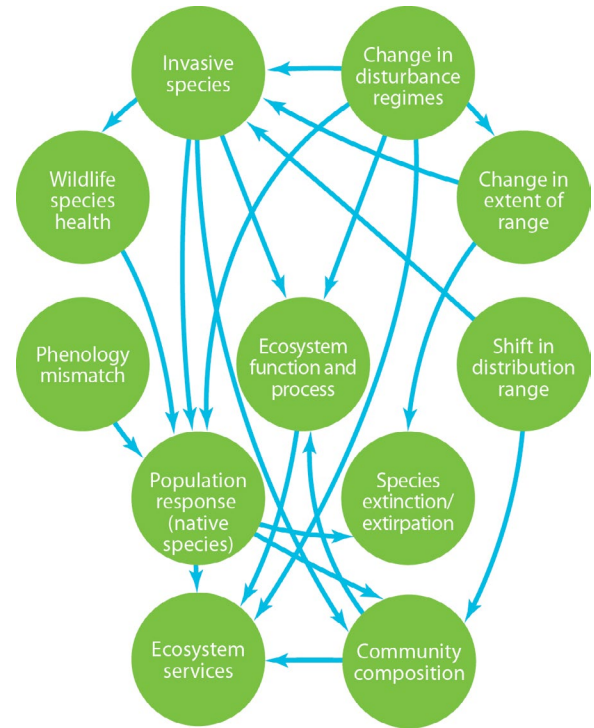 Invasive
species
Change in
disturbance
regimes
Wildlife
species
health
Change in
extent of
range
Phenology
mismatch
Ecosystem
function and
process
Shift in
distribution
range
Population
response
(native
species)
Species
extinction/
extirpation
Ecosystem
services
Community
composition